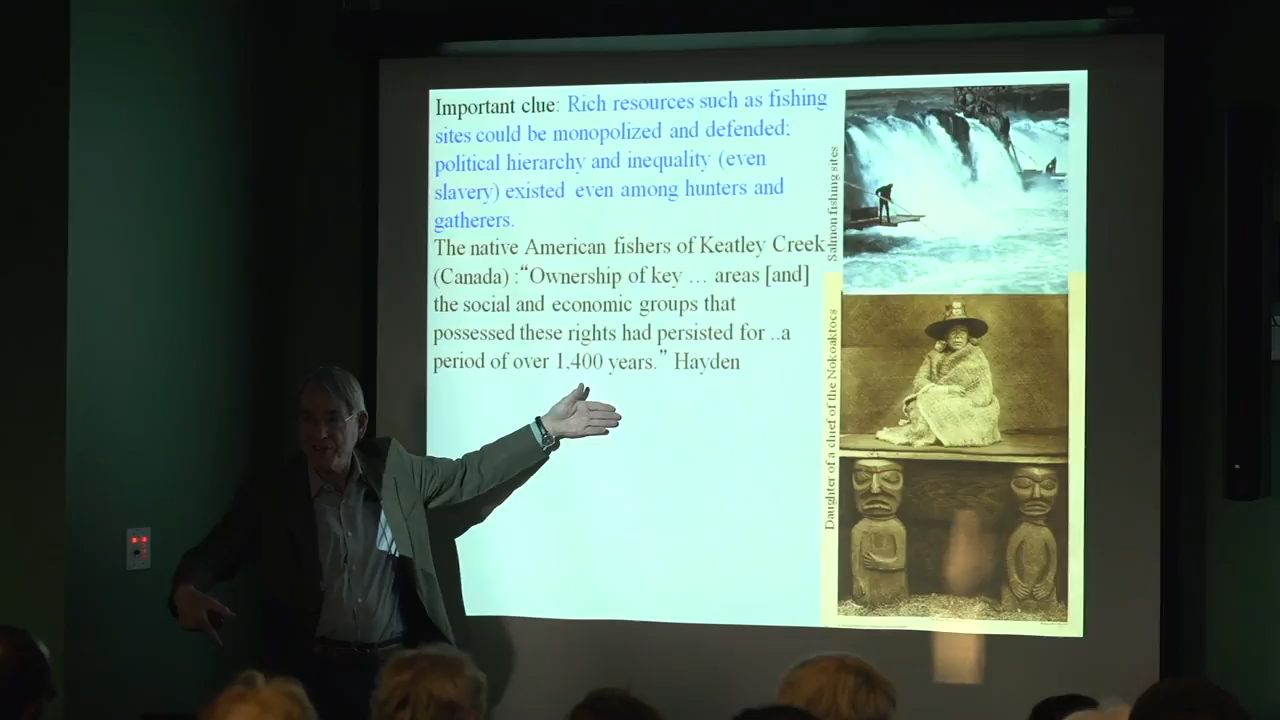 Important clue: Rich resources such as fishing
sites could be monopolized and defended;
political hierarchy and inequality (even
slavery) existed even among hunters and
gatherers.
The native American fishers of Keatley Creek
(Canada) :“Ownership of key … areas [and]
the social and economic groups that
possessed these rights had persisted for ..a
period of over 1,400 years.” Hayden
Salmon fishing sites
Daughter of a chief of the Nokoaktocs